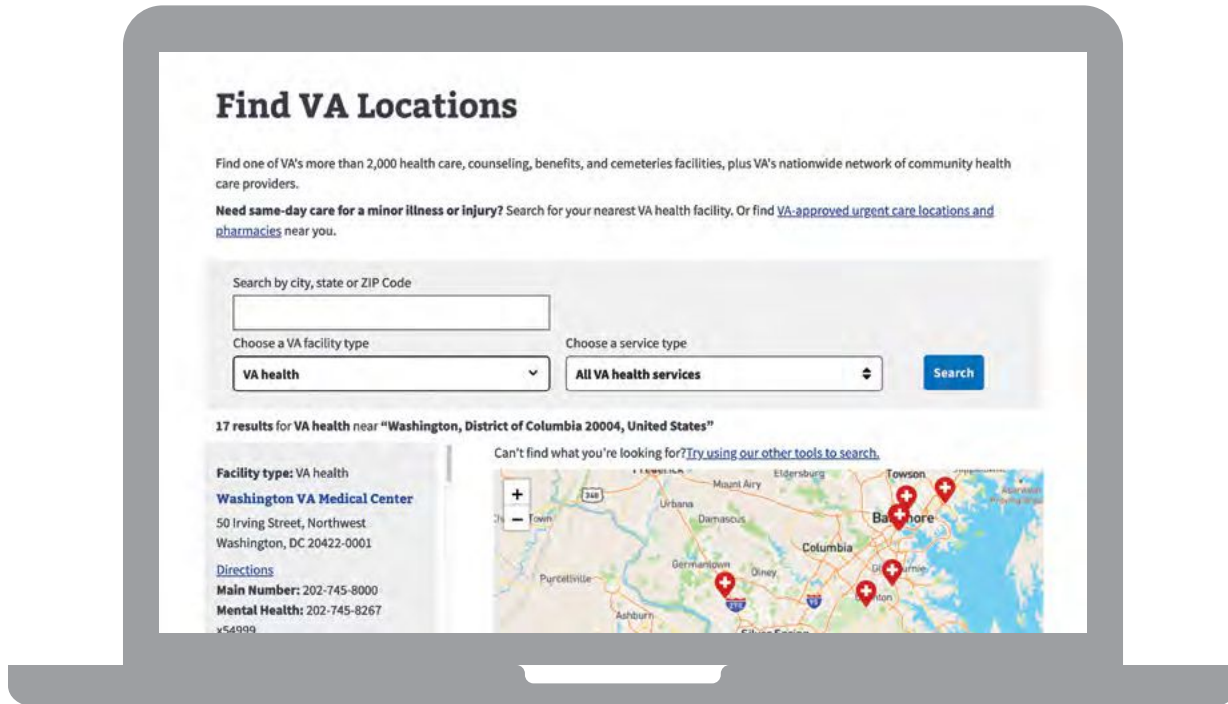 Find VA Locations
Find one of VA's more than 2,000 health care, counseling, benefits, and cemeteries facilities, plus VA's nationwide network of community health
care providers.
Need same-day care for a minor illness or injury? Search for your nearest VA health facility. Or find VA-approved urgent care locations and
pharmacies near you.
Search by city, state or ZIP Code
Choose a VA facility type
Choose a service type
VA health
All VA health services
Search
17 results for VA health near “Washington, District of Columbia 20004, United States”
Can't find what you're looking for?Try using our other tools to search.
Facility type: VA health
Washington VA Medical Center
50 Irving Street, Northwest
Washington, DC 20422-0001
Directions
Main Number: 202-745-8000
Mental Health: 202-745-8267
x54999
+
−
Eldersburg
Towson
Mount Airy
340
Urbana
Town
Damascus
Columbia
Germantown
Olney
Purcellville
270
95
Ashburn